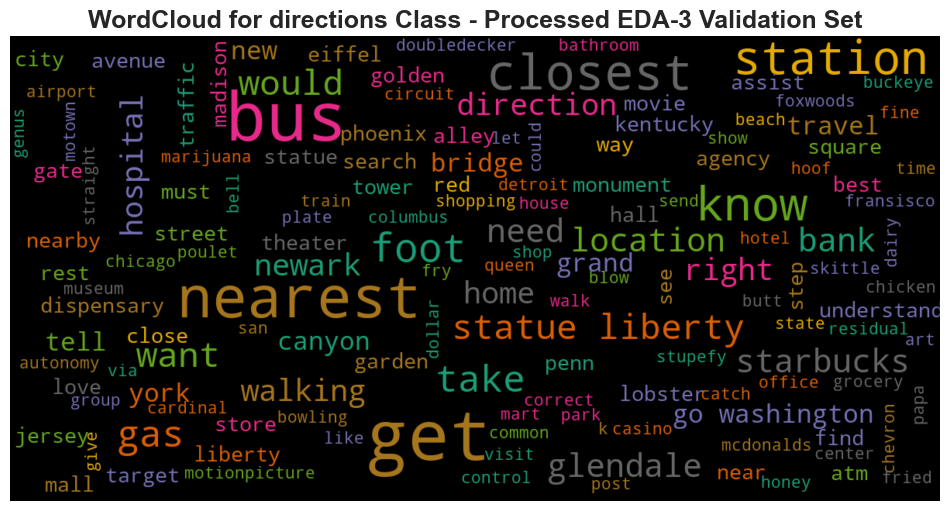 WordCloud for directions Class - Processed EDA-3 Validation Set
city
avenue
traffic
madison
new
eiffel
doubledecker
bathroom
station
would
golden
circuit
closest
assist
buckeye
airport
genus
motown
hospital
bus
direction
movie
foxwoods
kentucky
beach
fine
phoenix
alley
let
could
way
show
travel
square
gate
straight
marijuana
statue
search
bridge
agency
hoof
time
must
bell
tower
red
detroit
monument
best
train
shopping
house
send
know
fransisco
plate
columbus
hall
nearby
street
theater
foot
need
location
hotel
bank
dairy
chicago
poulet
newark
fry
queen
shop
grand
right
skittle
rest
museum
blow
see
step
chicken
dispensary
nearest
home
walk
butt
understand
dollar
san
statue liberty
state
residual
art
tell
close
want
canyon
autonomy
via
garden
penn
stupefy
starbucks
love
group
york
cardinal
walking
take
lobster
catch
office
grocery
papa
correct
mart
park
go washington
store
bowling
jersey
give
gas
like
get
common
k
casino
find
chevron
liberty
visit
mcdonalds
center
mall
target
motionpicture
control
glendale
post
near
honey
atm
fried